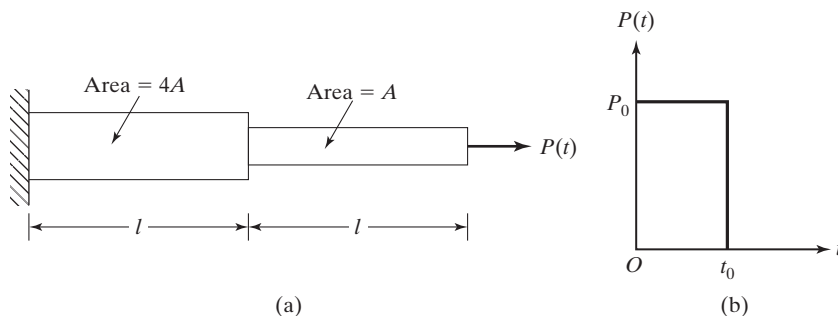 Area = 4A
Area = A
P(t)
l
l
(a)
P(t)
P0
O
t0
t
(b)